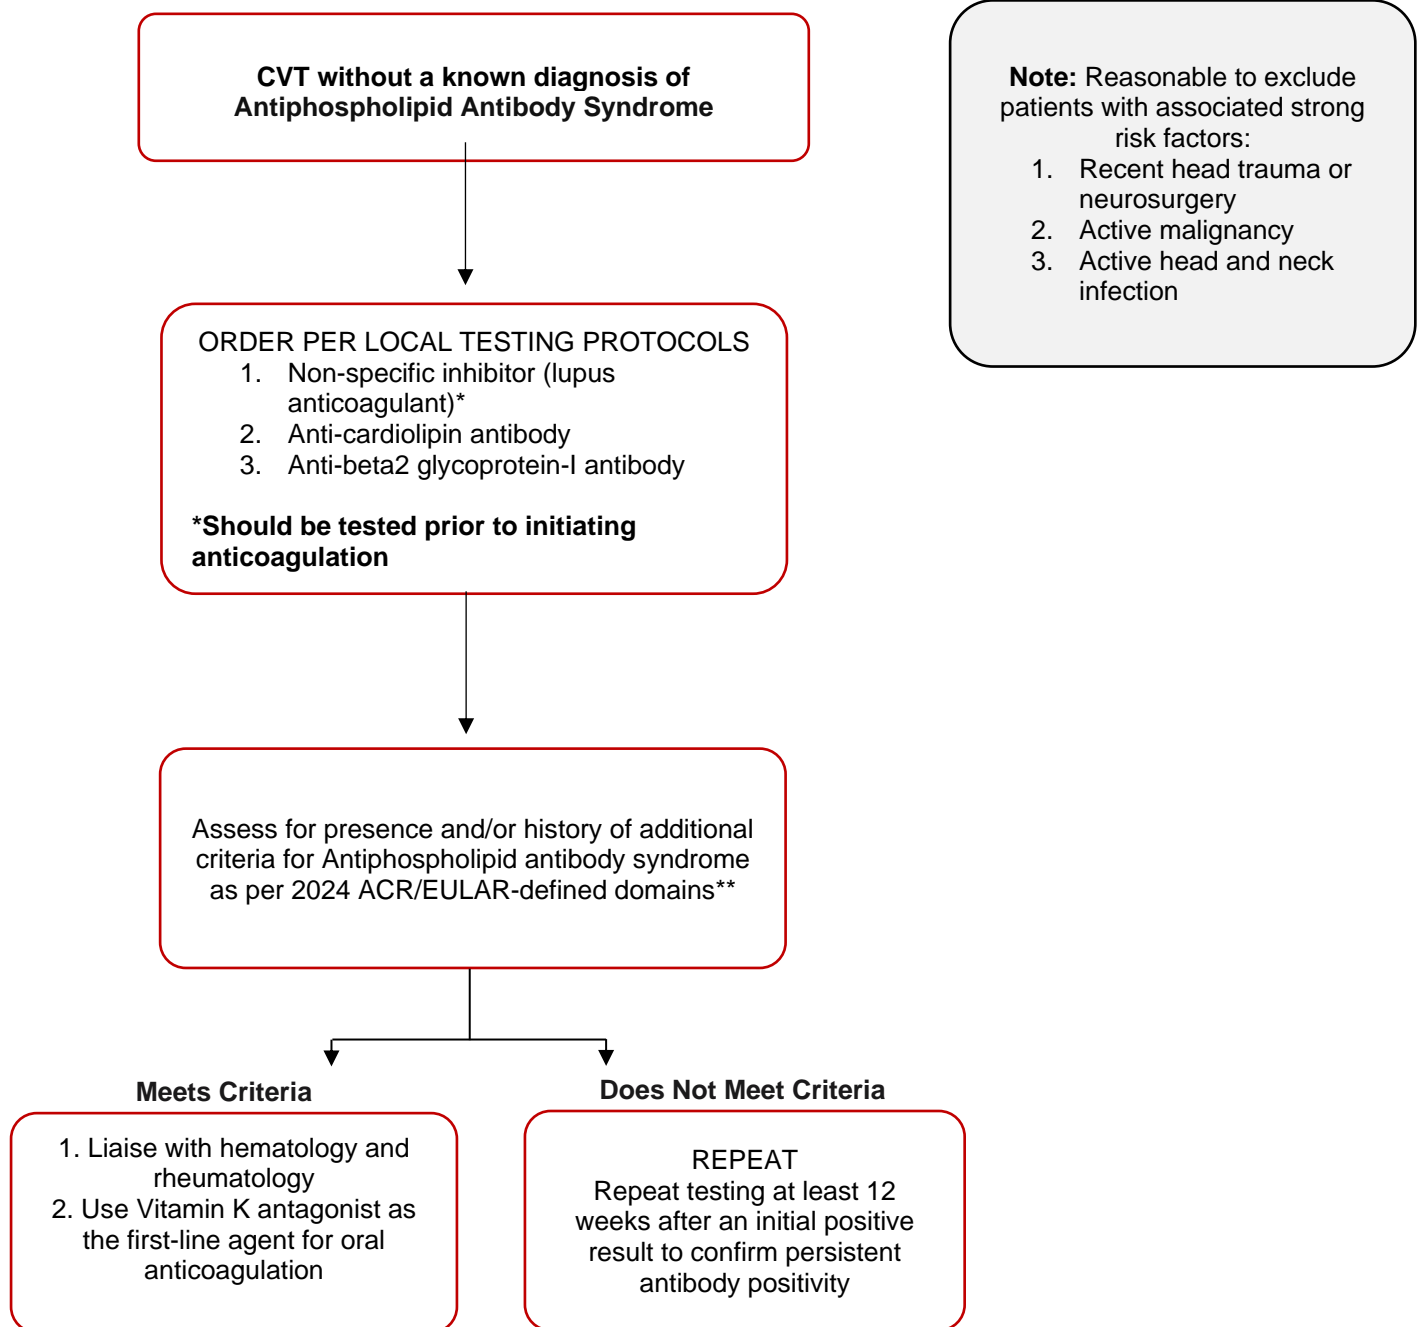 CVT without a known diagnosis of
Antiphospholipid Antibody Syndrome
Note: Reasonable to exclude
patients with associated strong
risk factors:
1. Recent head trauma or
neurosurgery
2. Active malignancy
3. Active head and neck
infection
ORDER PER LOCAL TESTING PROTOCOLS
1. Non-specific inhibitor (lupus
anticoagulant)*
2. Anti-cardiolipin antibody
3. Anti-beta2 glycoprotein-I antibody
*Should be tested prior to initiating
anticoagulation
Assess for presence and/or history of additional
criteria for Antiphospholipid antibody syndrome
as per 2024 ACR/EULAR-defined domains**
Meets Criteria
1. Liaise with hematology and
rheumatology
2. Use Vitamin K antagonist as
the first-line agent for oral
anticoagulation
Does Not Meet Criteria
REPEAT
Repeat testing at least 12
weeks after an initial positive
result to confirm persistent
antibody positivity